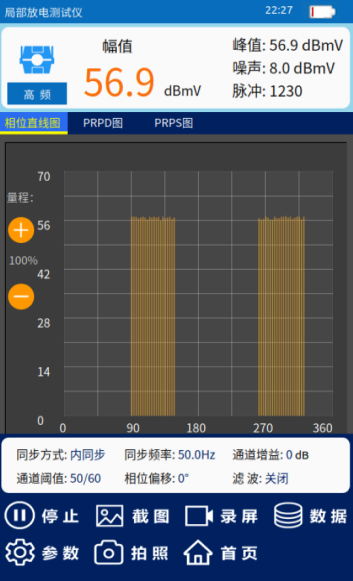 局部放电测试仪 22:27
幅值
56.9 dBmV
高 频
峰值: 56.9 dBmV
噪声: 8.0 dBmV
脉冲: 1230
相位直线图 PRPD图 PRPS图
70
量程:
56
100%
42
28
14
0
0 90 180 270 360
同步方式: 内同步 同步频率: 50.0Hz 通道增益: 0 dB
通道阈值: 50/60 相位偏移: 0° 滤 波: 关闭
停止 截图 录屏 数据
参数 拍照 首页